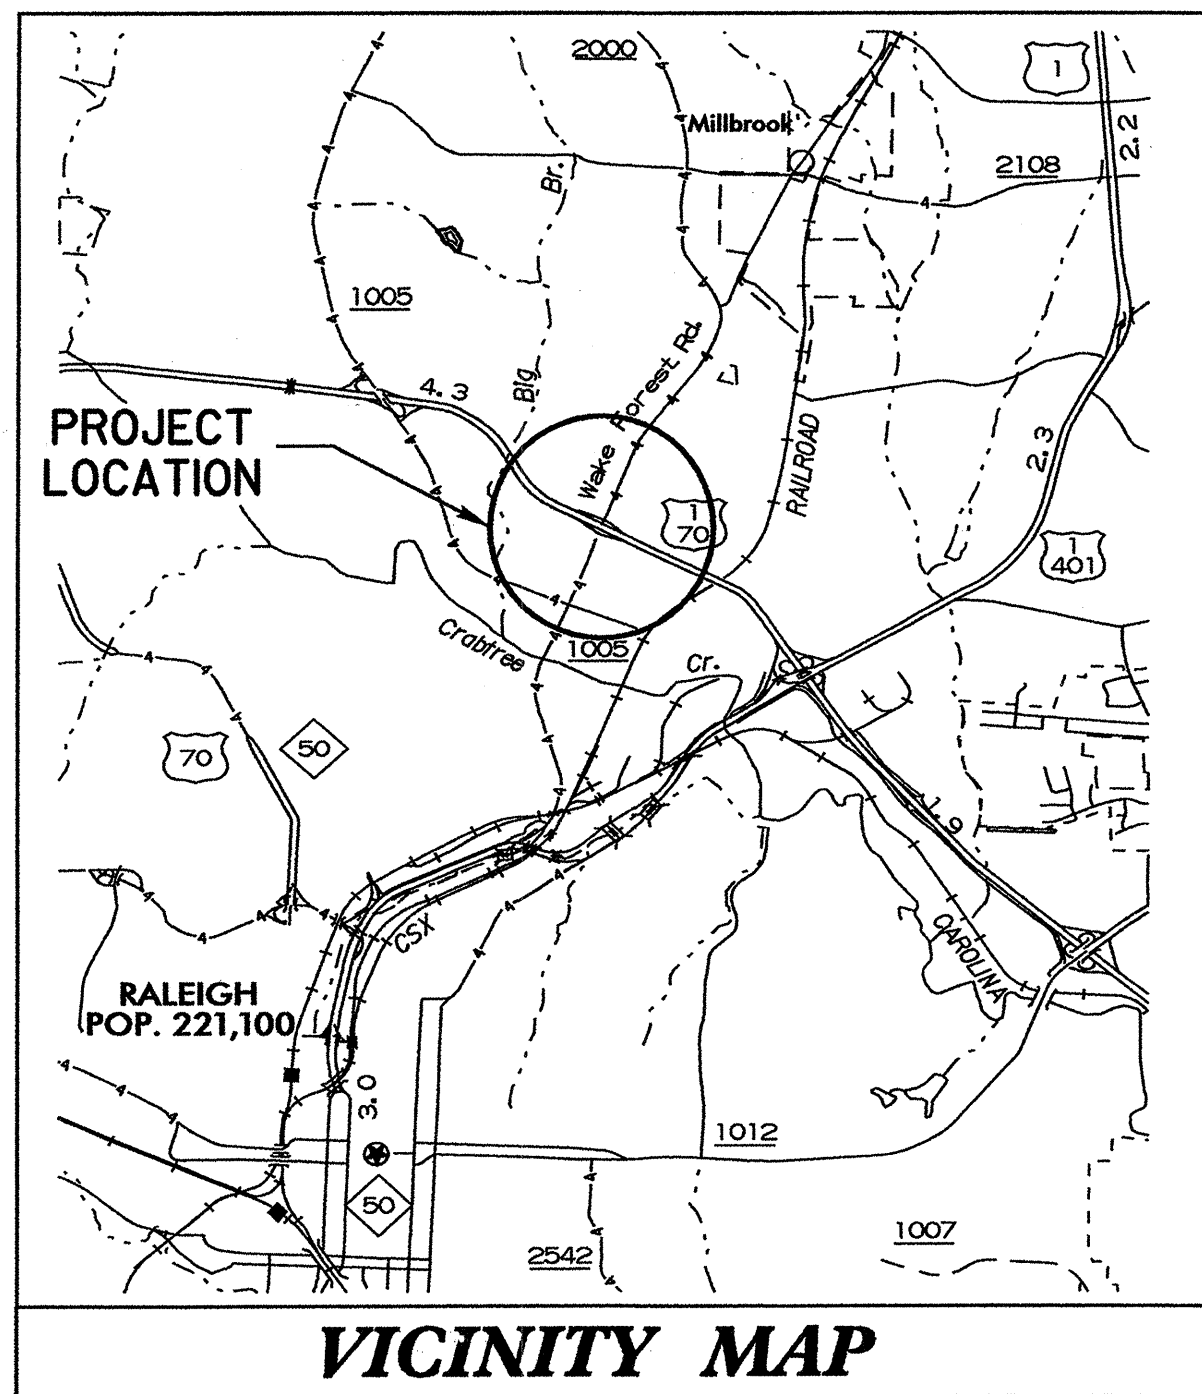 2000
1
Millbrook
2.2
2108
Br.
1005
Wake Forest Rd.
4.3
Big
PROJECT
LOCATION
RAILROAD
2.3
1
70
1
401
Crabtree
1005
Cr.
70
50
1.9
CSX
CAROLINA
RALEIGH
POP. 221,100
3.0
1012
50
1007
2542
VICINITY MAP